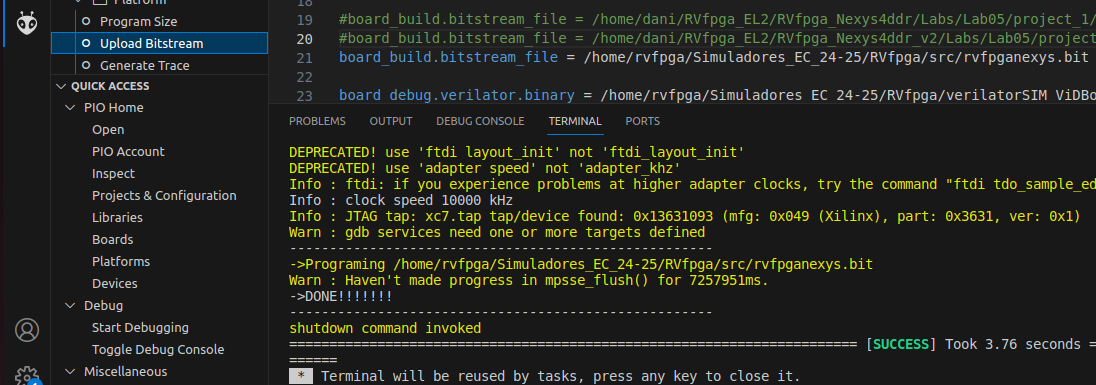 Platform
Program Size
Upload Bitstream
Generate Trace
QUICK ACCESS
PIO Home
Open
PIO Account
Inspect
Projects & Configuration
Libraries
Boards
Platforms
Devices
Debug
Start Debugging
Toggle Debug Console
Miscellaneous
18
19 #board_build.bitstream_file = /home/dani/RVfpga_EL2/RVfpga_Nexys4ddr/Labs/Lab05/project_1/
20 #board_build.bitstream_file = /home/dani/RVfpga_EL2/RVfpga_Nexys4ddr_v2/Labs/Lab05/project
21 board_build.bitstream_file = /home/rvfpga/Simuladores_EC_24-25/RVfpga/src/rvfpganexys.bit
22
23 board_debug.verilator.binary = /home/rvfpga/Simuladores_EC_24-25/RVfpga/verilatorSIM_ViDBo
PROBLEMS OUTPUT DEBUG CONSOLE TERMINAL PORTS
DEPRECATED! use 'ftdi layout_init' not 'ftdi_layout_init'
DEPRECATED! use 'adapter speed' not 'adapter_khz'
Info : ftdi: if you experience problems at higher adapter clocks, try the command "ftdi tdo_sample_ed
Info : clock speed 10000 kHz
Info : JTAG tap: xc7.tap tap/device found: 0x13631093 (mfg: 0x049 (Xilinx), part: 0x3631, ver: 0x1)
Warn : gdb services need one or more targets defined
-----------------------------------------------------
->Programing /home/rvfpga/Simuladores_EC_24-25/RVfpga/src/rvfpganexys.bit
Warn : Haven't made progress in mpsse_flush() for 7257951ms.
->DONE!!!!!!!
-----------------------------------------------------
shutdown command invoked
======================================================================= [SUCCESS] Took 3.76 seconds =
======
* Terminal will be reused by tasks, press any key to close it.